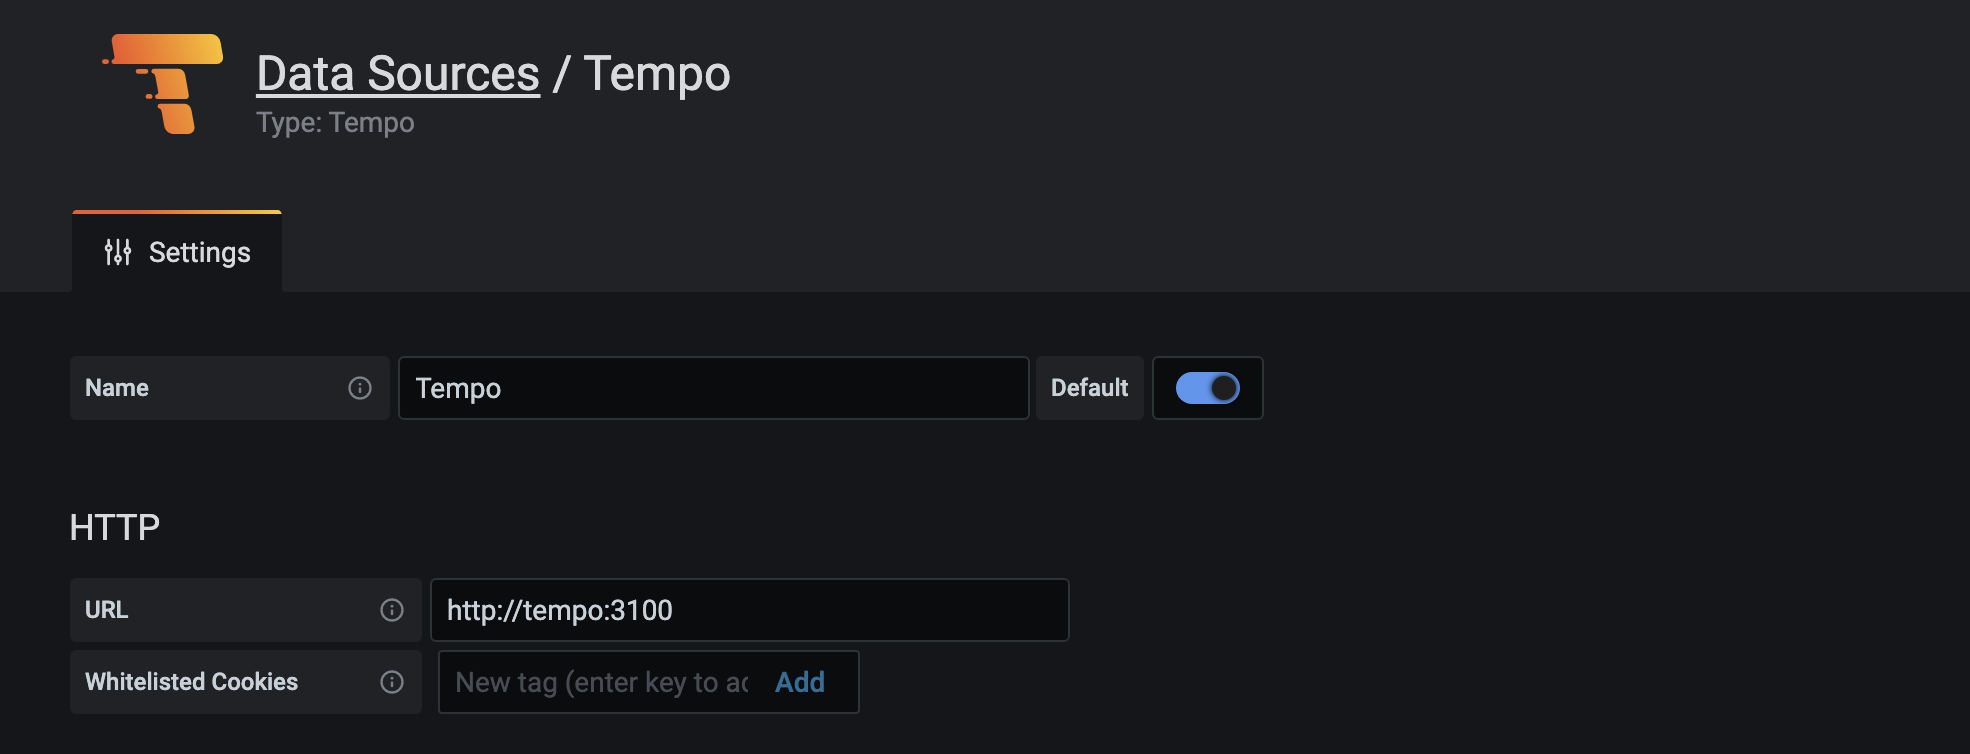 Data Sources / Tempo
Type: Tempo
Settings
Name
Tempo
Default
HTTP
URL
http://tempo:3100
Whitelisted Cookies
New tag (enter key to
Add